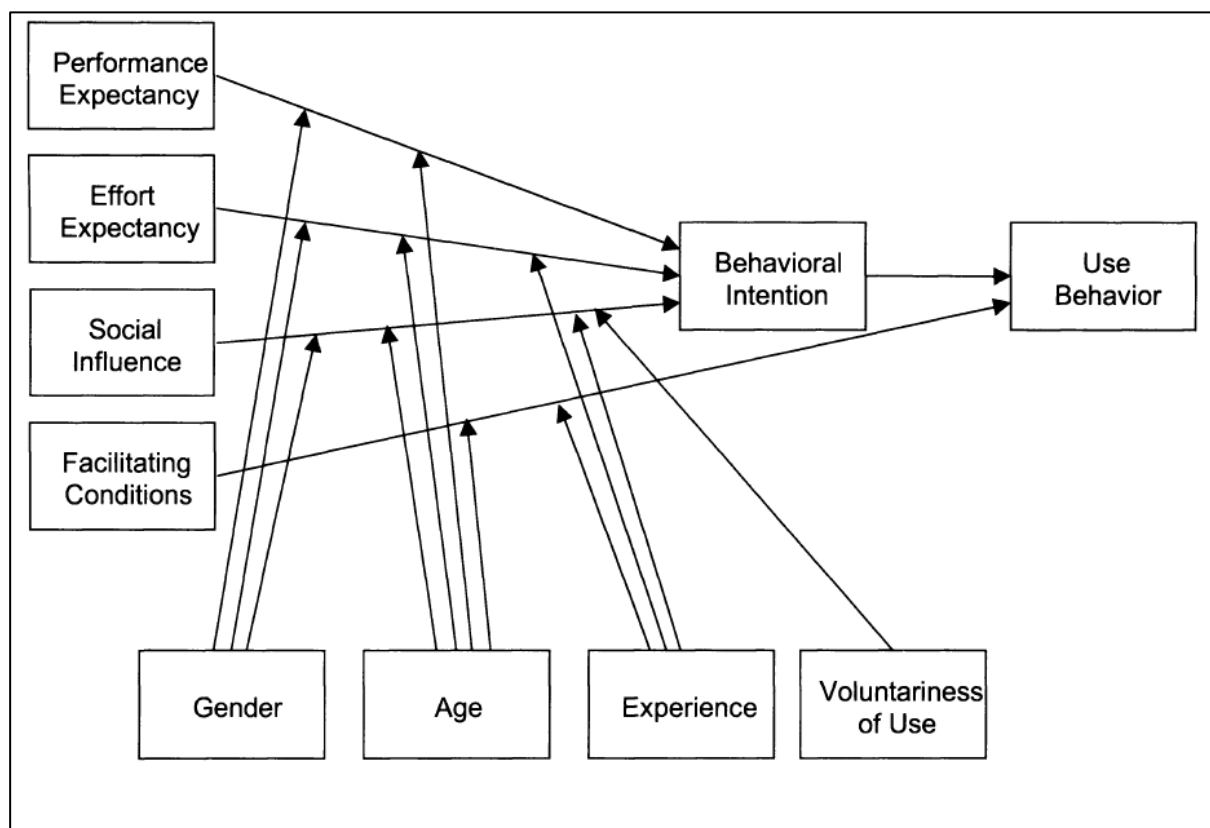 Performance
Expectancy
Effort
Expectancy
Social
Influence
Facilitating
Conditions
Behavioral
Intention
Use
Behavior
Gender
Age
Experience
Voluntariness
of Use